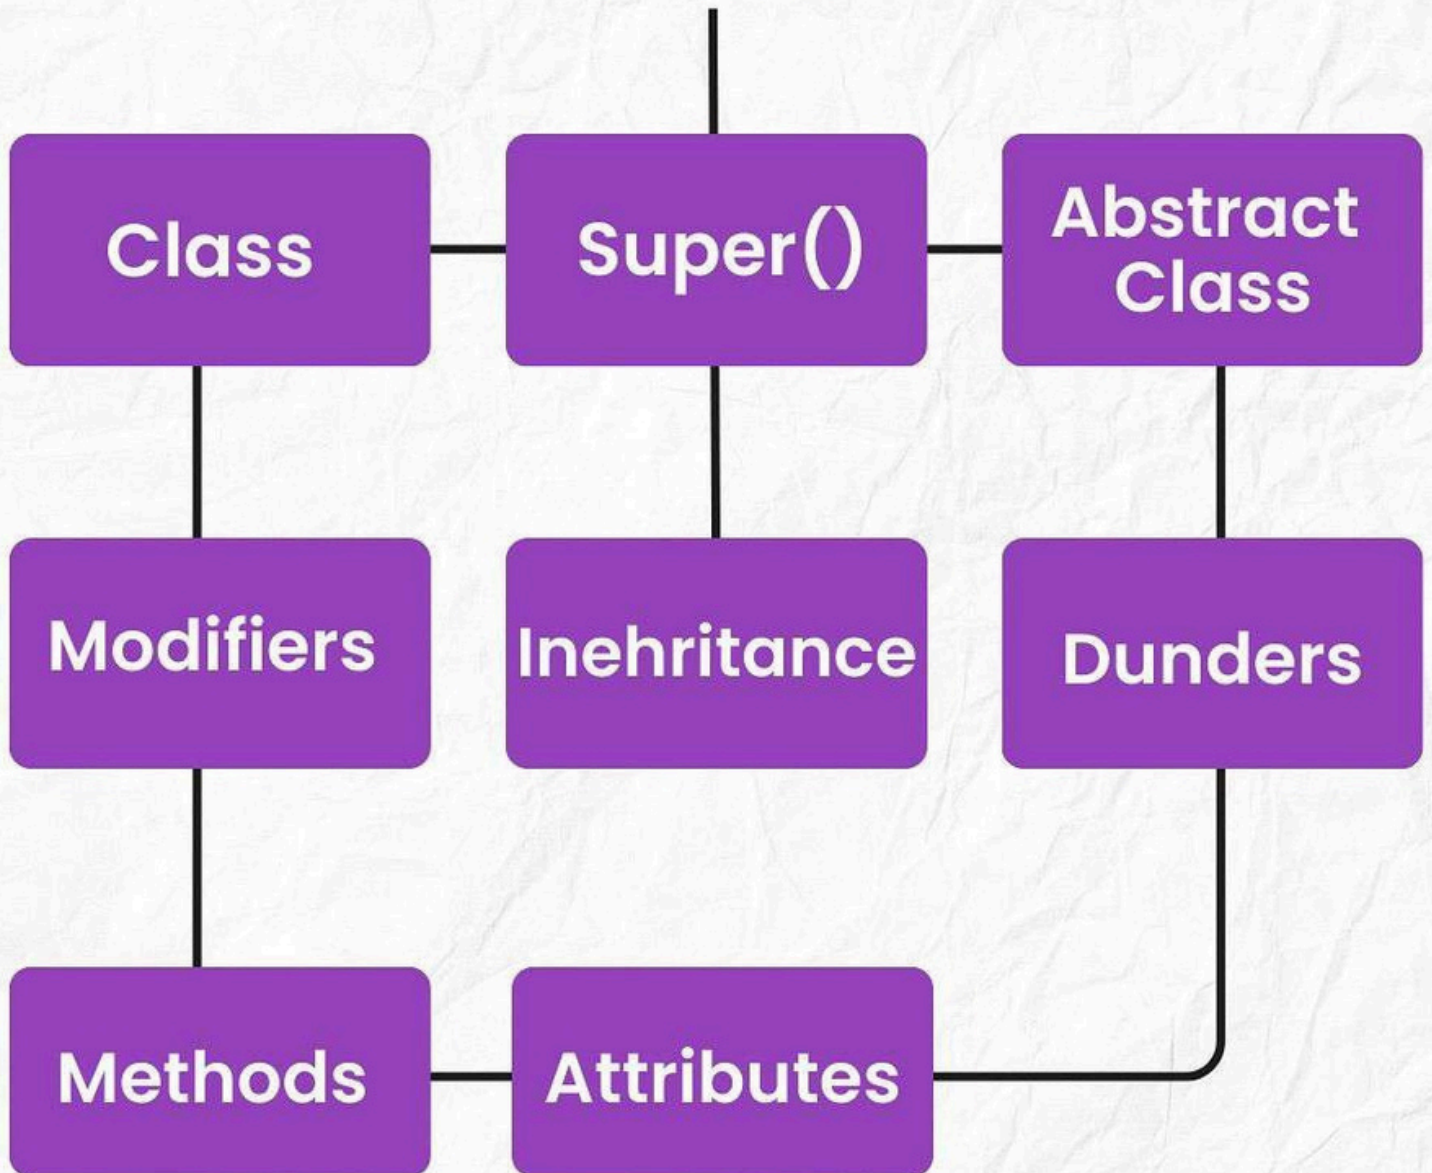 Class
Super()
Abstract
Class
Modifiers
Inehritance
Dunders
Methods
Attributes